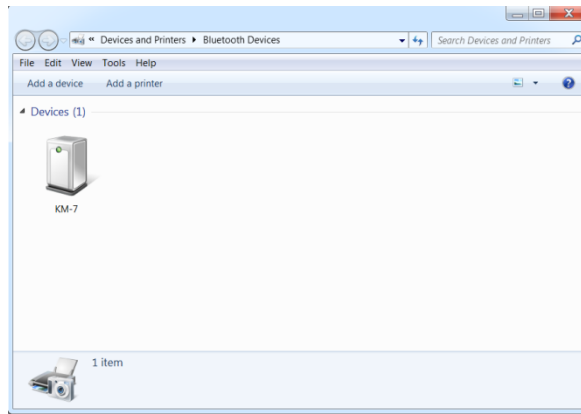 « Devices and Printers Bluetooth Devices Search Devices and Printers
File Edit View Tools Help
Add a device Add a printer
Devices (1)
KM-7
1 item